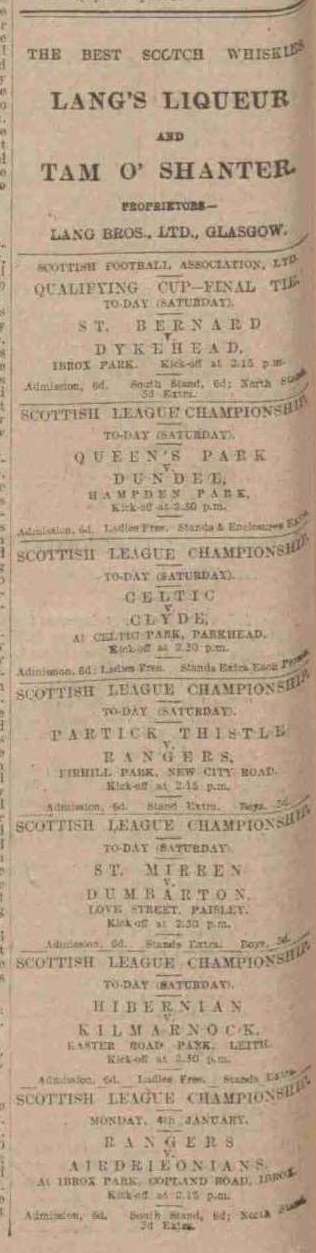 THE BEST SCOTCH WHISKIES
LANG'S LIQUEUR
AND
TAM O' SHANTER.
PROPRIETORS—
LANG BROS., LTD., GLASGOW.
SCOTTISH FOOTBALL ASSOCIATION, LTD.
QUALIFYING CUP—FINAL TIE.
TO-DAY (SATURDAY).
ST. BERNARD
v.
DYKEHEAD,
IBROX PARK. Kick-off at 2.15 p.m.
Admission, 6d. South Stand, 6d; North Stand
3d Extra.
SCOTTISH LEAGUE CHAMPIONSHIP.
TO-DAY (SATURDAY).
QUEEN'S PARK
v.
DUNDEE,
HAMPDEN PARK,
Kick-off at 2.30 p.m.
Admission, 6d. Ladies Free. Stands & Enclosures Extra
SCOTTISH LEAGUE CHAMPIONSHIP.
TO-DAY (SATURDAY).
CELTIC
v.
CLYDE,
At CELTIC PARK, PARKHEAD.
Kick-off at 2.30 p.m.
Admission, 6d; Ladies Free. Stands Extra Each Person
SCOTTISH LEAGUE CHAMPIONSHIP.
TO-DAY (SATURDAY).
PARTICK THISTLE
v.
RANGERS,
FIRHILL PARK, NEW CITY ROAD.
Kick-off at 2.15 p.m.
Admission, 6d. Stand Extra. Boys, 3d.
SCOTTISH LEAGUE CHAMPIONSHIP.
TO-DAY (SATURDAY).
ST. MIRREN
v.
DUMBARTON,
LOVE STREET, PAISLEY.
Kick-off at 2.30 p.m.
Admission, 6d. Stands Extra. Boys, 3d.
SCOTTISH LEAGUE CHAMPIONSHIP.
TO-DAY (SATURDAY).
HIBERNIAN
v.
KILMARNOCK,
EASTER ROAD PARK, LEITH.
Kick-off at 2.30 p.m.
Admission, 6d. Ladies Free. Stands Extra
SCOTTISH LEAGUE CHAMPIONSHIP.
MONDAY, 4th JANUARY.
RANGERS
v.
AIRDRIEONIANS,
At IBROX PARK, COPLAND ROAD, IBROX.
Kick-off at 2.15 p.m.
Admission, 6d. South Stand, 6d; North Stand
3d Extra.